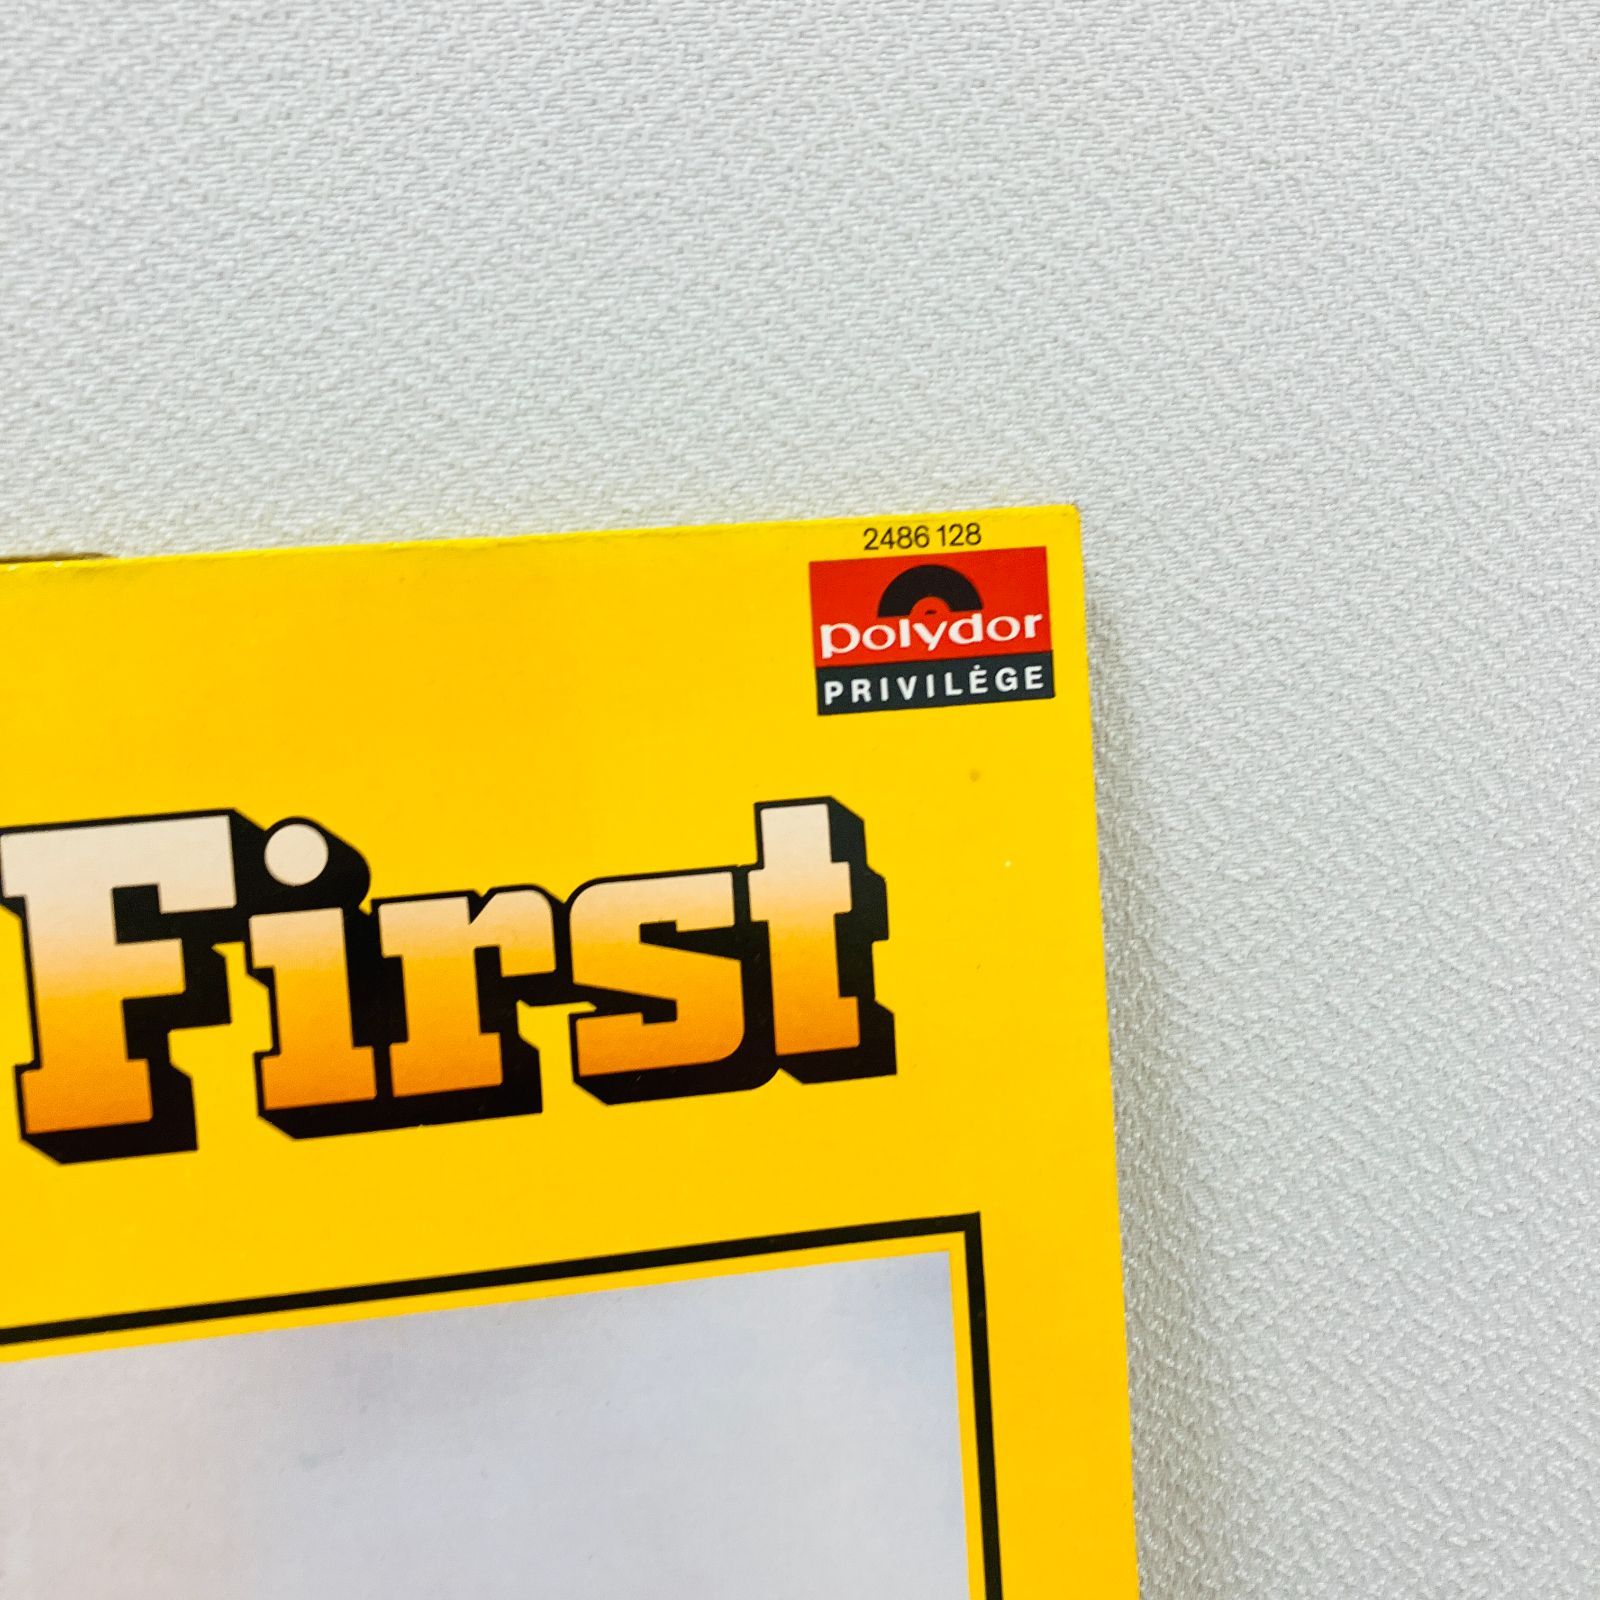 2486 128
polydor
PRIVILÈGE
First